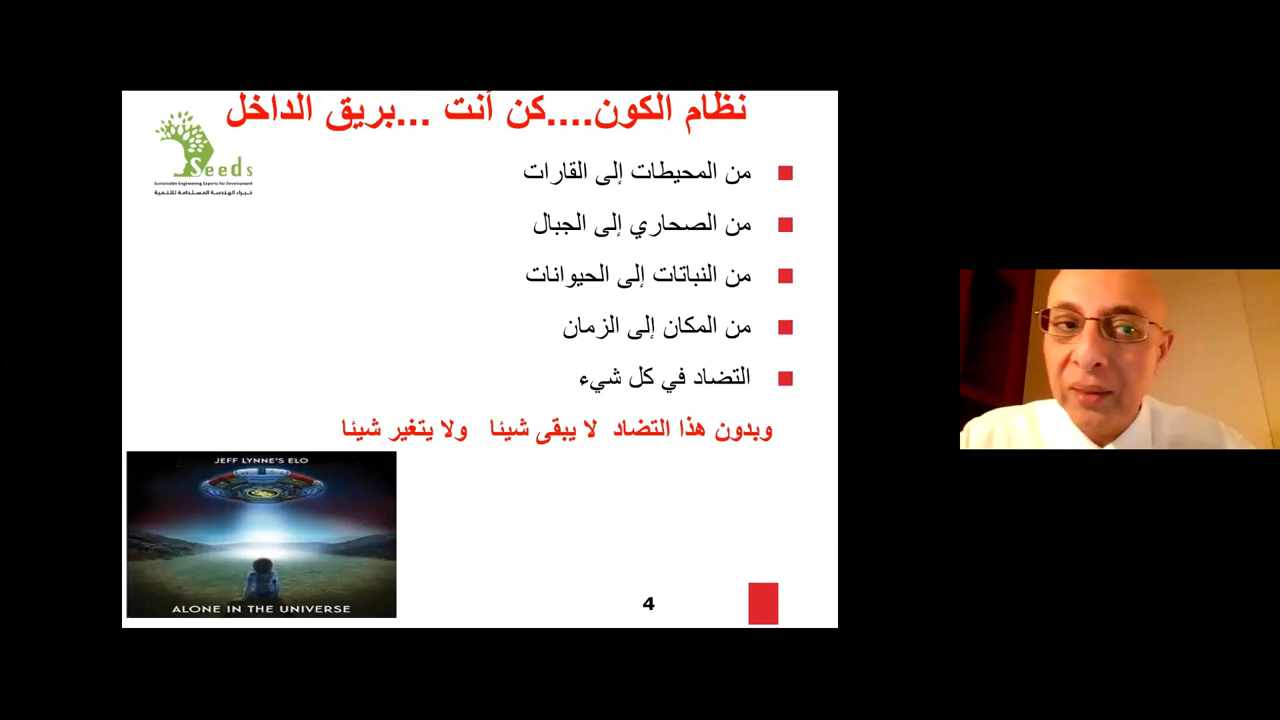 نظام الكون....كن أنت ...بريق الداخل
Seeds
Sustainable Engineering Experts for Development
خبراء الهندسة المستدامة للتنمية
من المحيطات إلى القارات
من الصحاري إلى الجبال
من النباتات إلى الحيوانات
من المكان إلى الزمان
التضاد في كل شيء
وبدون هذا التضاد لا يبقى شيئا ولا يتغير شيئا
JEFF LYNNE'S ELO
ALONE IN THE UNIVERSE
4